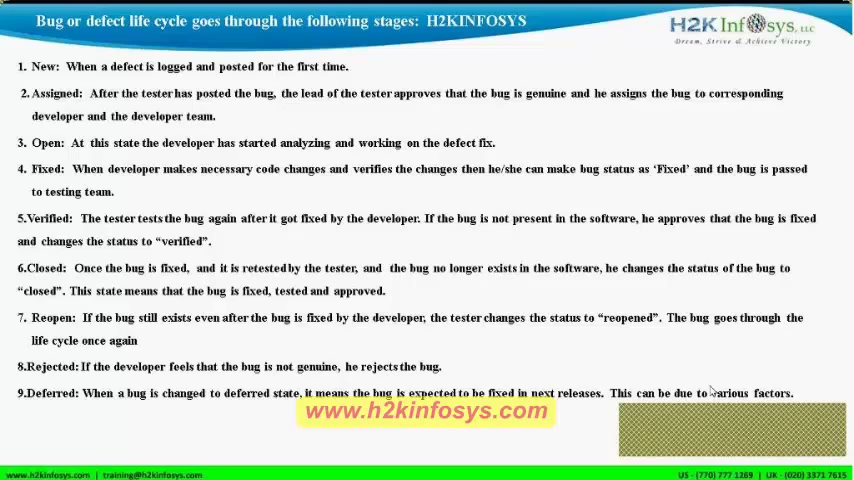 Bug or defect life cycle goes through the following stages: H2KINFOSYS
H2K Infosys, LLC
Dream, Strive & Achieve Victory
1. New: When a defect is logged and posted for the first time.
2. Assigned: After the tester has posted the bug, the lead of the tester approves that the bug is genuine and he assigns the bug to corresponding
developer and the developer team.
3. Open: At this state the developer has started analyzing and working on the defect fix.
4. Fixed: When developer makes necessary code changes and verifies the changes then he/she can make bug status as ‘Fixed’ and the bug is passed
to testing team.
5.Verified: The tester tests the bug again after it got fixed by the developer. If the bug is not present in the software, he approves that the bug is fixed
and changes the status to “verified”.
6.Closed: Once the bug is fixed, and it is retested by the tester, and the bug no longer exists in the software, he changes the status of the bug to
“closed”. This state means that the bug is fixed, tested and approved.
7. Reopen: If the bug still exists even after the bug is fixed by the developer, the tester changes the status to “reopened”. The bug goes through the
life cycle once again
8.Rejected: If the developer feels that the bug is not genuine, he rejects the bug.
9.Deferred: When a bug is changed to deferred state, it means the bug is expected to be fixed in next releases. This can be due to various factors.
www.h2kinfosys.com
www.h2kinfosys.com | training@h2kinfosys.com
US - (770) 777 1269 | UK - (020) 3371 7615